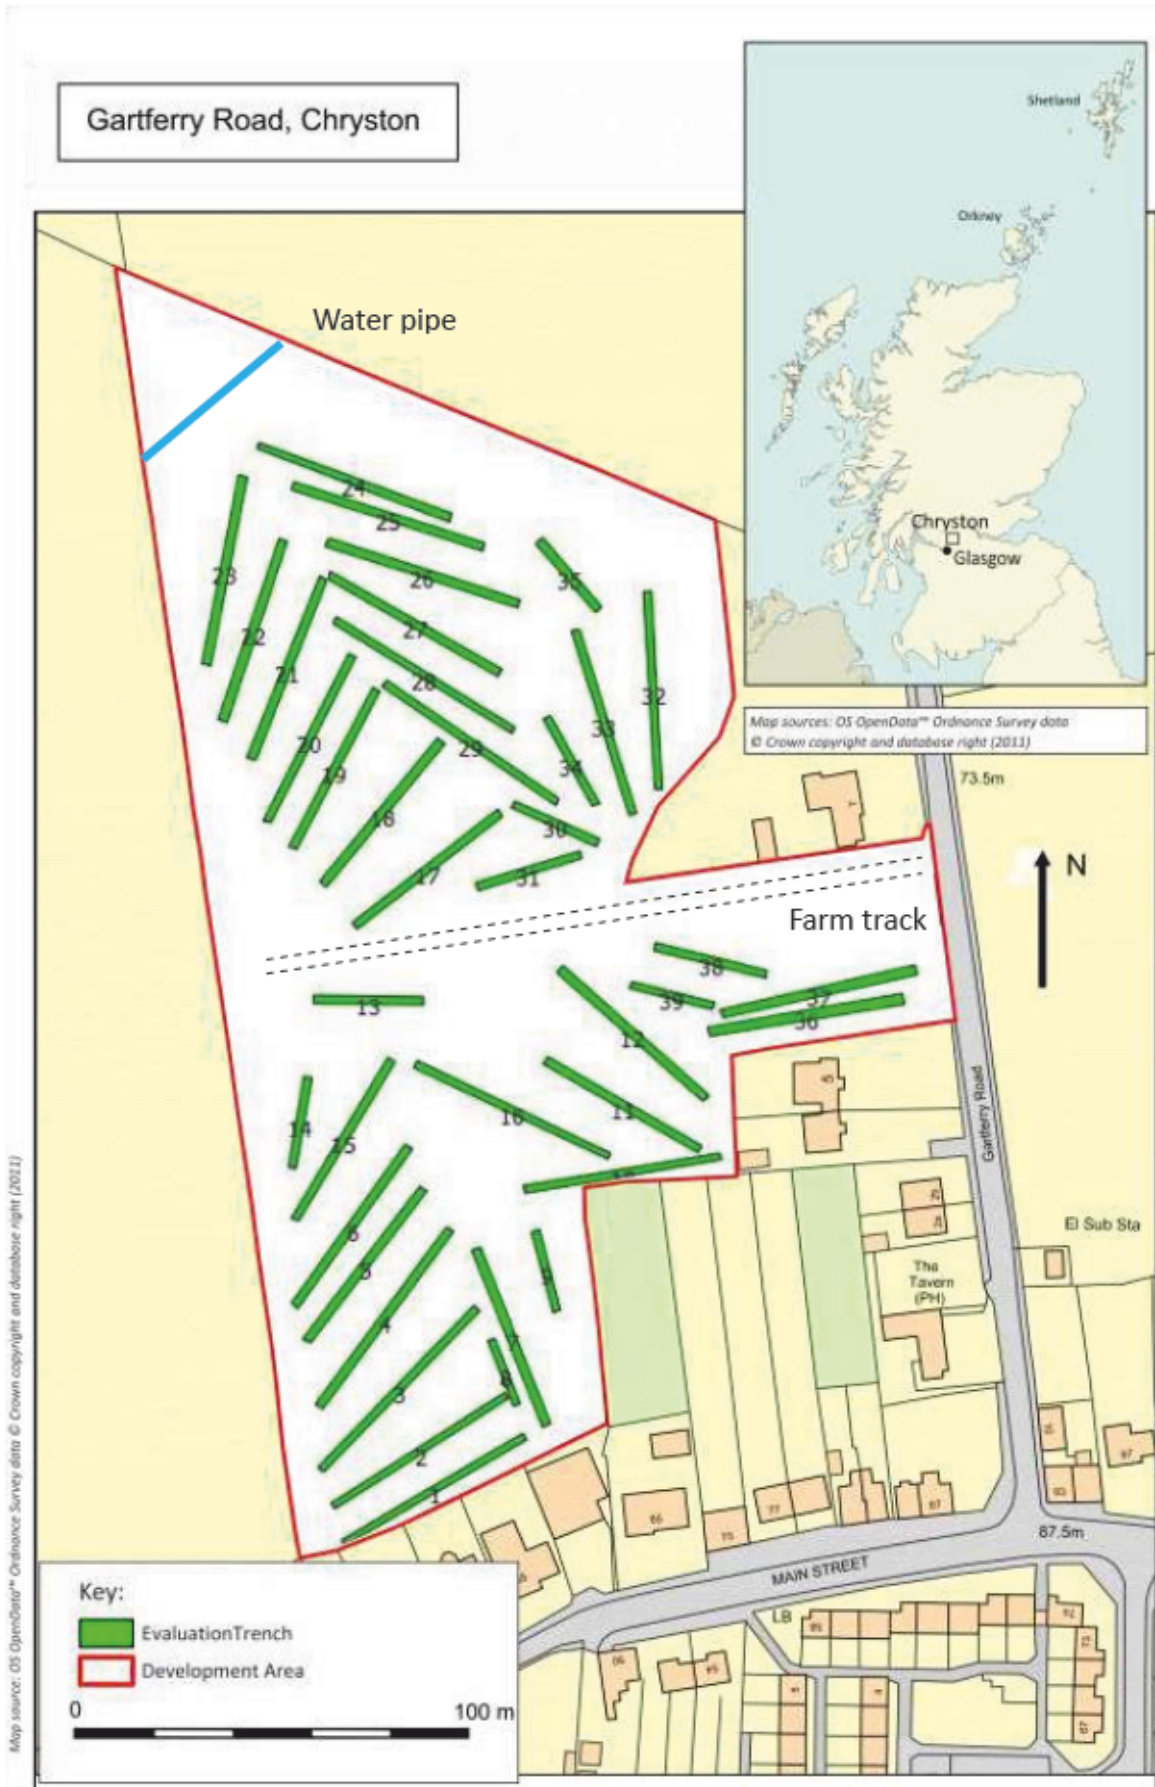 Gartferry Road, Chryston
Shetland
Orkney
Chryston
Glasgow
Map sources: OS OpenData™ Ordnance Survey data
© Crown copyright and database right (2011)
Water pipe
24
25
23
26
35
22
27
21
28
32
33
20
29
19
34
18
30
17
31
73.5m
N
Farm track
38
39
37
13
36
12
11
16
14
15
6
5
4
7
8
3
2
1
Gartferry Road
El Sub Sta
The
Tavern
(PH)
66
75
77
87
97
87.5m
MAIN STREET
LB
Key:
EvaluationTrench
Development Area
0
100 m
Map source: OS OpenData™ Ordnance Survey data © Crown copyright and database right (2011)